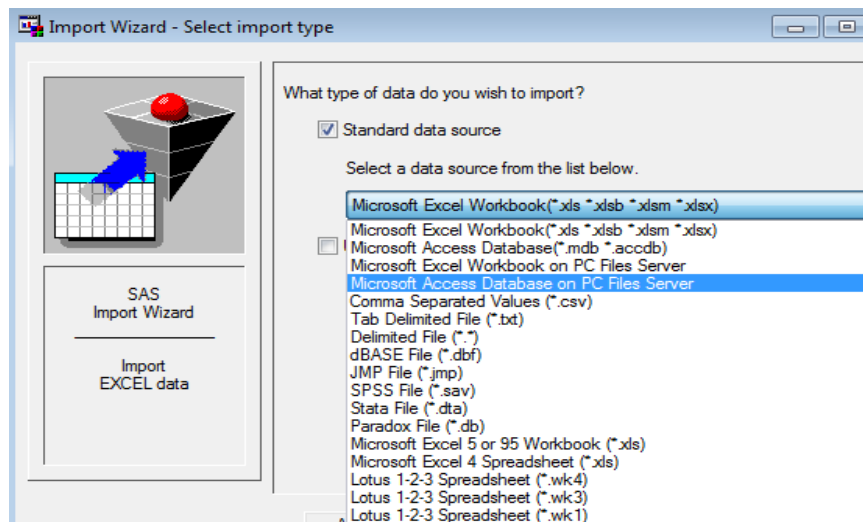 Import Wizard - Select import type
What type of data do you wish to import?
Standard data source
Select a data source from the list below.
Microsoft Excel Workbook(*.xls *.xlsb *.xlsm *.xlsx)
Microsoft Excel Workbook(*.xls *.xlsb *.xlsm *.xlsx)
Microsoft Access Database(*.mdb *.accdb)
Microsoft Excel Workbook on PC Files Server
Microsoft Access Database on PC Files Server
Comma Separated Values (*.csv)
Tab Delimited File (*.txt)
Delimited File (*.*)
dBASE File (*.dbf)
JMP File (*.jmp)
SPSS File (*.sav)
Stata File (*.dta)
Paradox File (*.db)
Microsoft Excel 5 or 95 Workbook (*.xls)
Microsoft Excel 4 Spreadsheet (*.xls)
Lotus 1-2-3 Spreadsheet (*.wk4)
Lotus 1-2-3 Spreadsheet (*.wk3)
Lotus 1-2-3 Spreadsheet (*.wk1)
SAS
Import Wizard
Import
EXCEL data